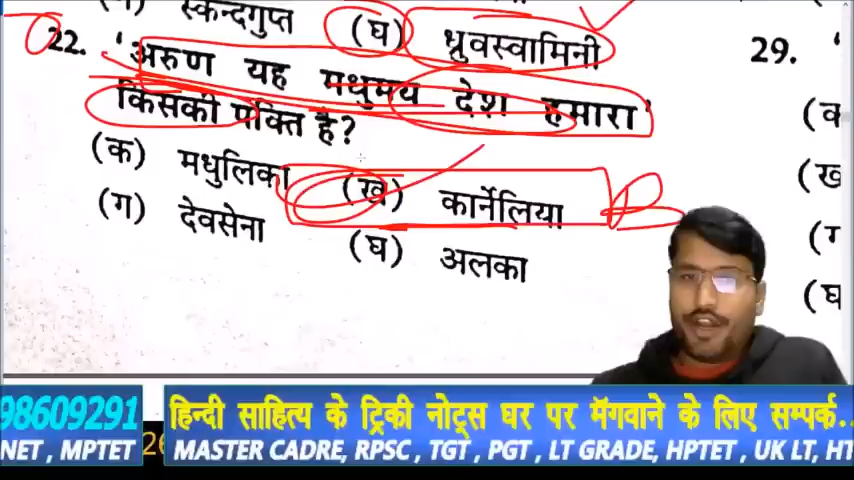 स्कन्दगुप्त (घ) ध्रुवस्वामिनी
22. 'अरुण यह मधुमय देश हमारा'
किसकी पंक्ति है?
(क) मधुलिका (ख) कार्नेलिया
(ग) देवसेना (घ) अलका
29.
(क
(ख
(ग
(घ
B
98609291
हिन्दी साहित्य के ट्रिकी नोट्स घर पर मॅगवाने के लिए सम्पर्क..
NET , MPTET
MASTER CADRE, RPSC , TGT , PGT , LT GRADE, HPTET , UK LT, HT